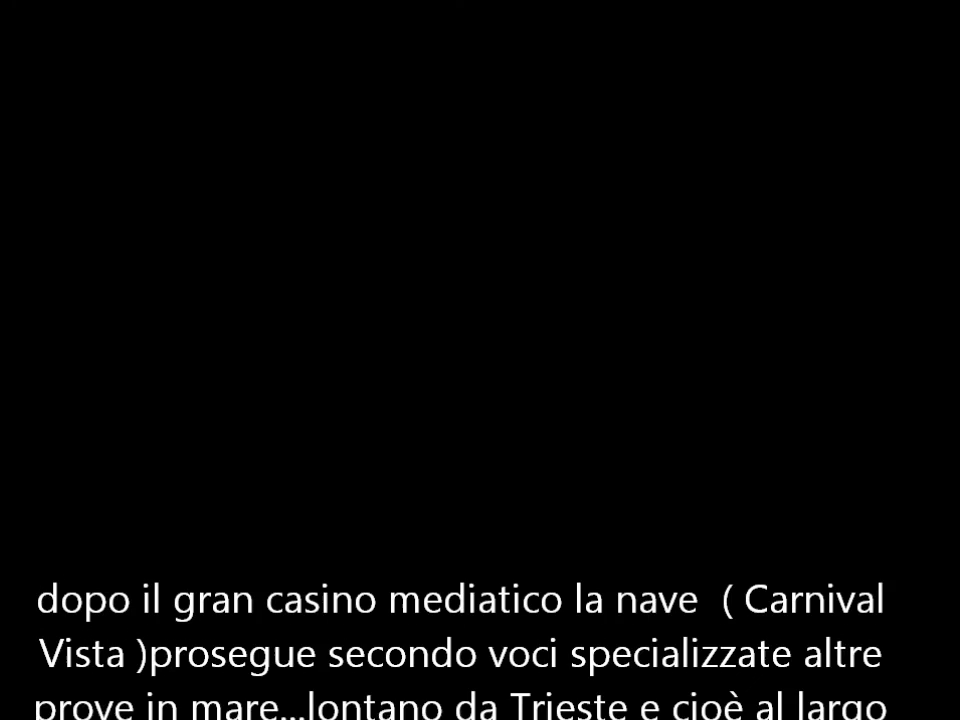 dopo il gran casino mediatico la nave  ( Carnival
Vista )prosegue secondo voci specializzate altre
prove in mare...lontano da Trieste e cioè al largo